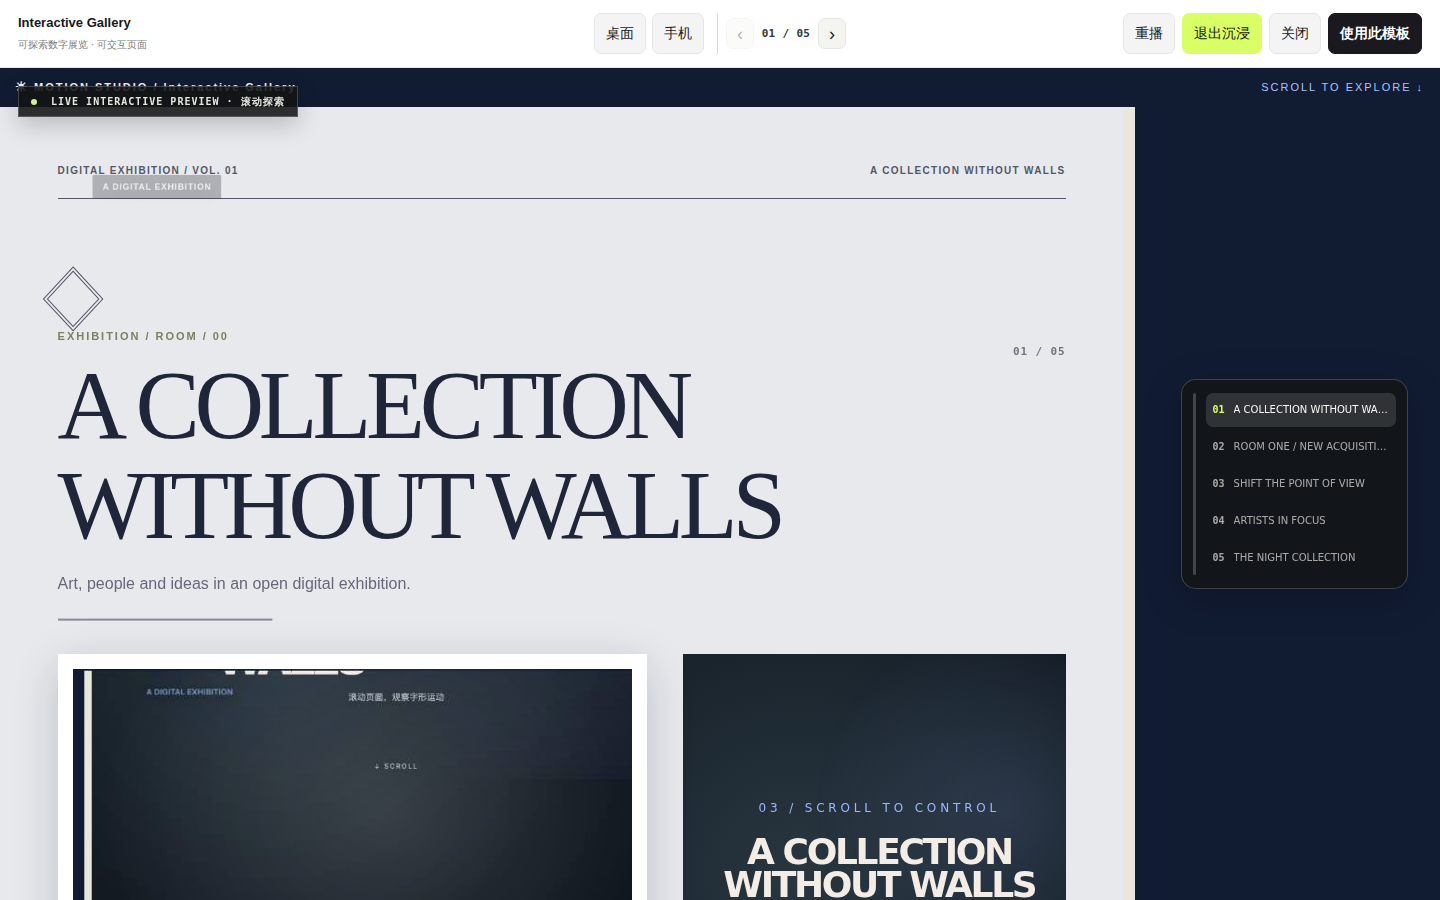 Interactive Gallery
可探索数字展览 · 可交互页面
桌面
手机
‹ 01 / 05 ›
重播
退出沉浸
关闭
使用此模板
☀ MOTION STUDIO / Interactive Gallery
SCROLL TO EXPLORE ↓
LIVE INTERACTIVE PREVIEW · 滚动探索
DIGITAL EXHIBITION / VOL. 01
A COLLECTION WITHOUT WALLS
A DIGITAL EXHIBITION
EXHIBITION / ROOM / 00
01 / 05
A COLLECTION
WITHOUT WALLS
Art, people and ideas in an open digital exhibition.
WALLS
A DIGITAL EXHIBITION
滚动页面，观察字形运动
↓ SCROLL
03 / SCROLL TO CONTROL
A COLLECTION
WITHOUT WALLS
01 A COLLECTION WITHOUT WA…
02 ROOM ONE / NEW ACQUISITI…
03 SHIFT THE POINT OF VIEW
04 ARTISTS IN FOCUS
05 THE NIGHT COLLECTION